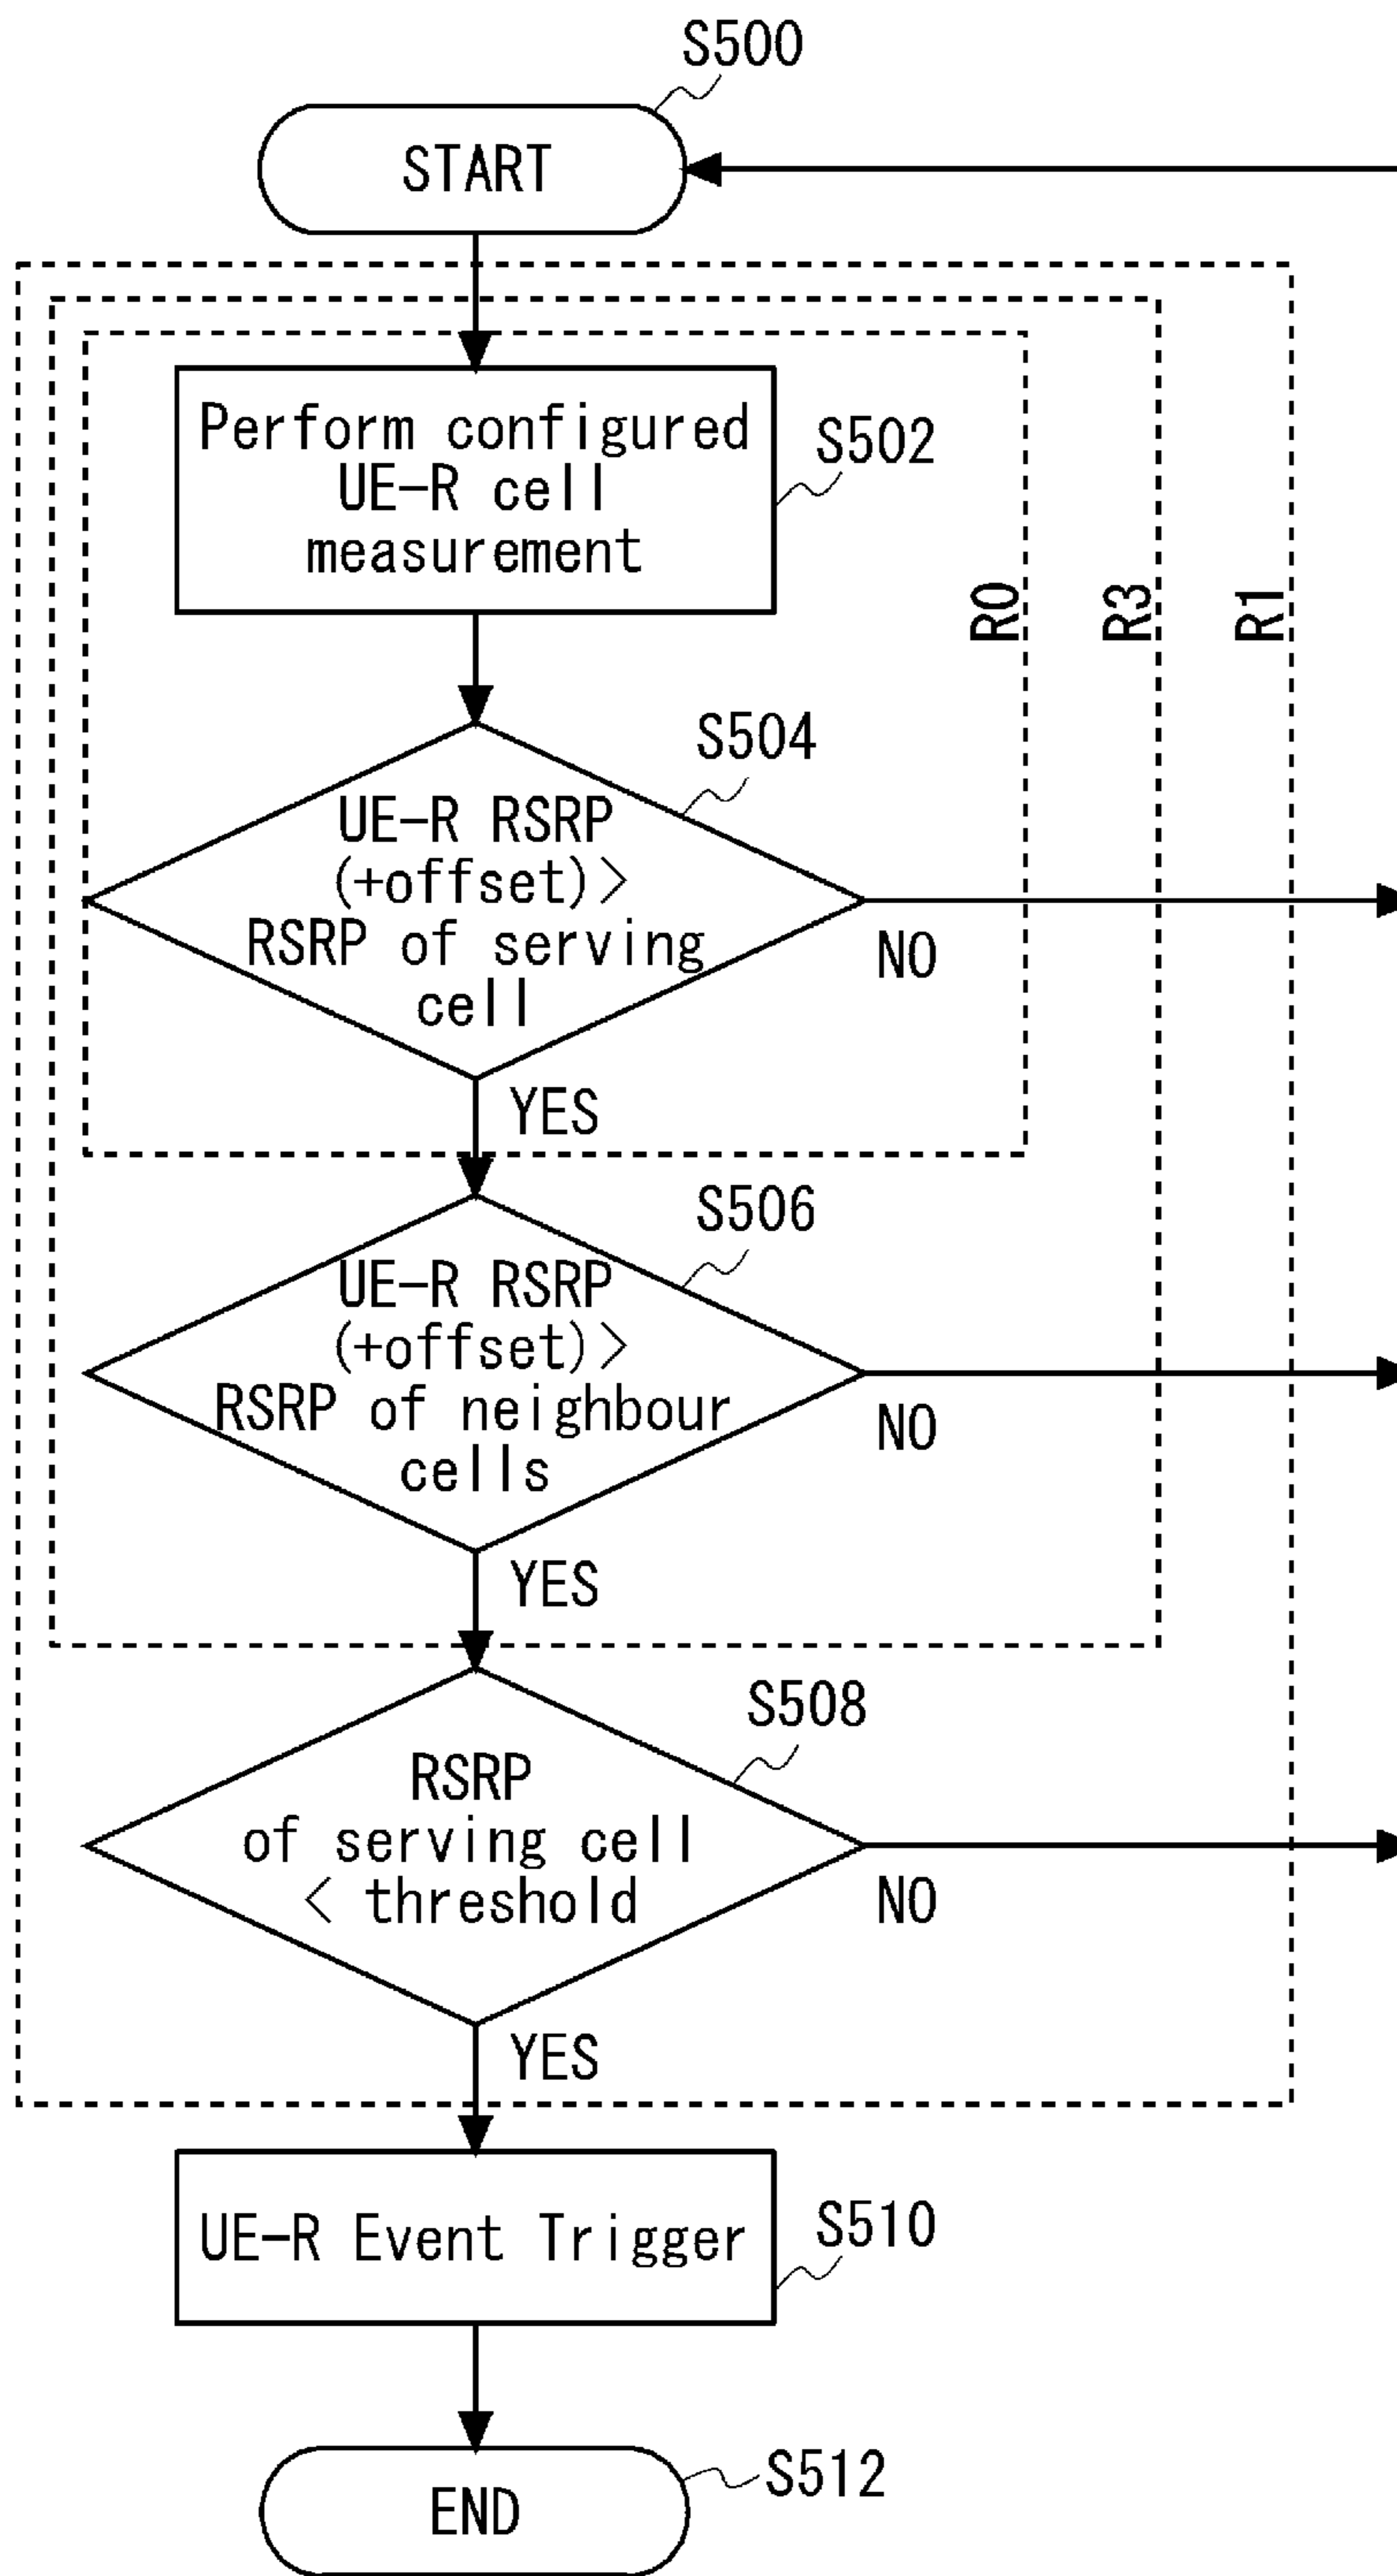 S500
START
Perform configured
UE-R cell
measurement
S502
R0
R3
R1
S504
UE-R RSRP
(+offset)>
RSRP of serving
cell
NO
YES
S506
UE-R RSRP
(+offset)>
RSRP of neighbour
cells
NO
YES
S508
RSRP
of serving cell
< threshold
NO
YES
UE-R Event Trigger
S510
S512
END